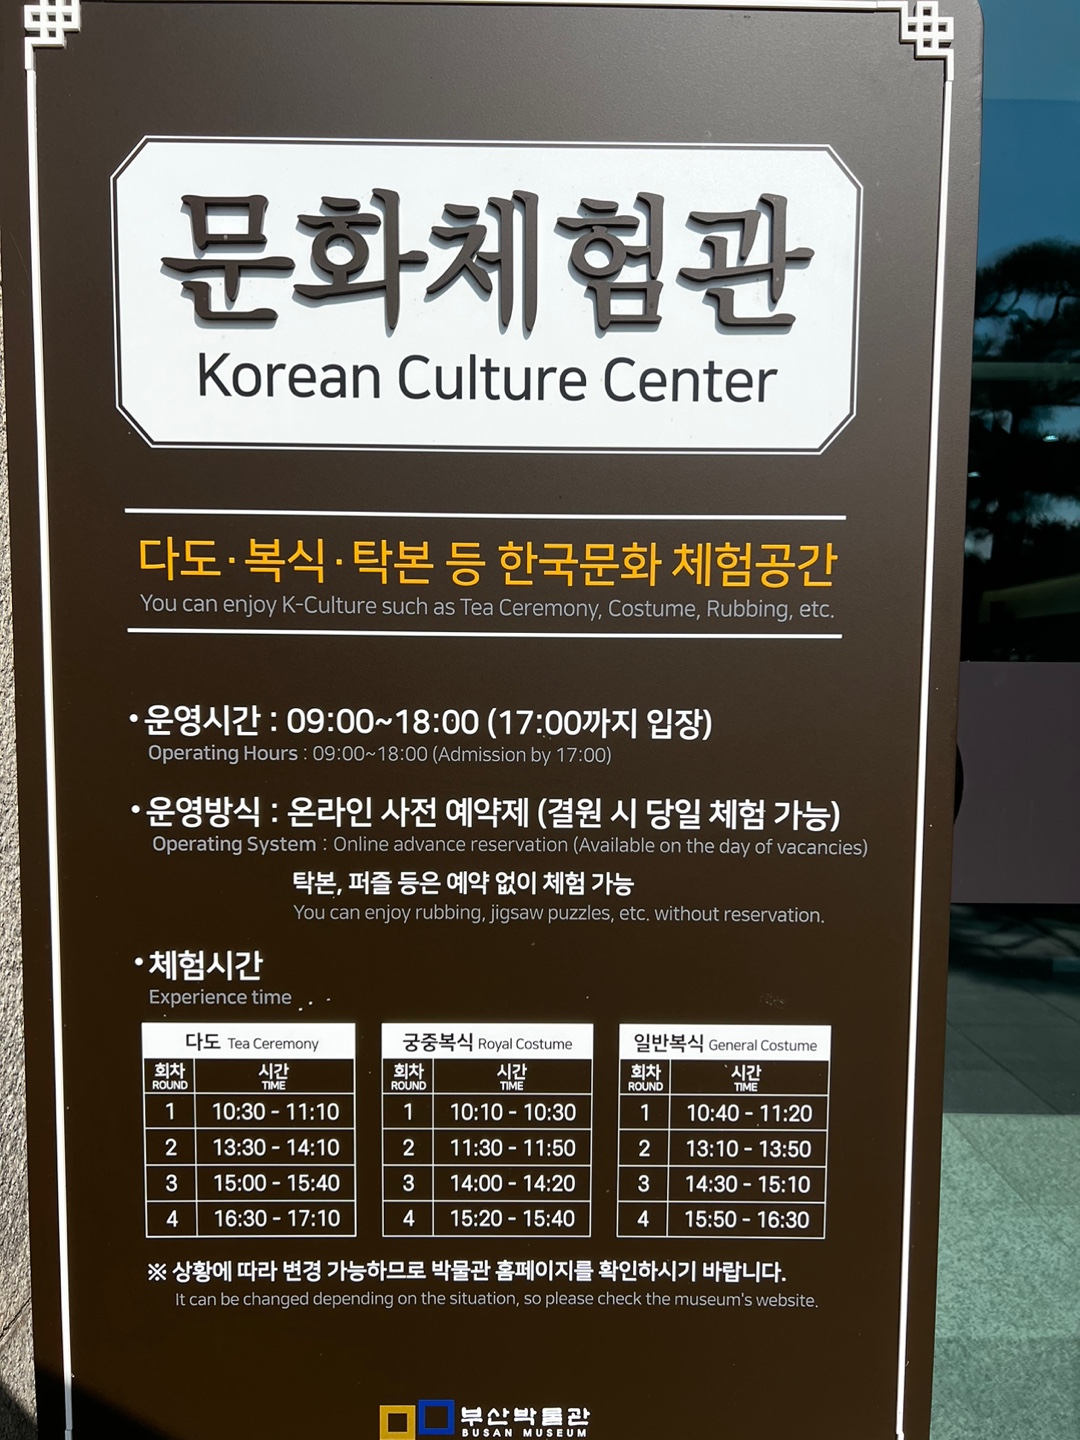 문화체험관
Korean Culture Center
다도·복식·탁본 등 한국문화 체험공간
You can enjoy K-Culture such as Tea Ceremony, Costume, Rubbing, etc.
• 운영시간 : 09:00~18:00 (17:00까지 입장)
Operating Hours : 09:00~18:00 (Admission by 17:00)
• 운영방식 : 온라인 사전 예약제 (결원 시 당일 체험 가능)
Operating System : Online advance reservation (Available on the day of vacancies)
탁본, 퍼즐 등은 예약 없이 체험 가능
You can enjoy rubbing, jigsaw puzzles, etc. without reservation.
• 체험시간
Experience time
다도 Tea Ceremony
회차 시간
ROUND TIME
1 10:30 - 11:10
2 13:30 - 14:10
3 15:00 - 15:40
4 16:30 - 17:10
궁중복식 Royal Costume
회차 시간
ROUND TIME
1 10:10 - 10:30
2 11:30 - 11:50
3 14:00 - 14:20
4 15:20 - 15:40
일반복식 General Costume
회차 시간
ROUND TIME
1 10:40 - 11:20
2 13:10 - 13:50
3 14:30 - 15:10
4 15:50 - 16:30
※ 상황에 따라 변경 가능하므로 박물관 홈페이지를 확인하시기 바랍니다.
It can be changed depending on the situation, so please check the museum's website.
부산박물관
BUSAN MUSEUM